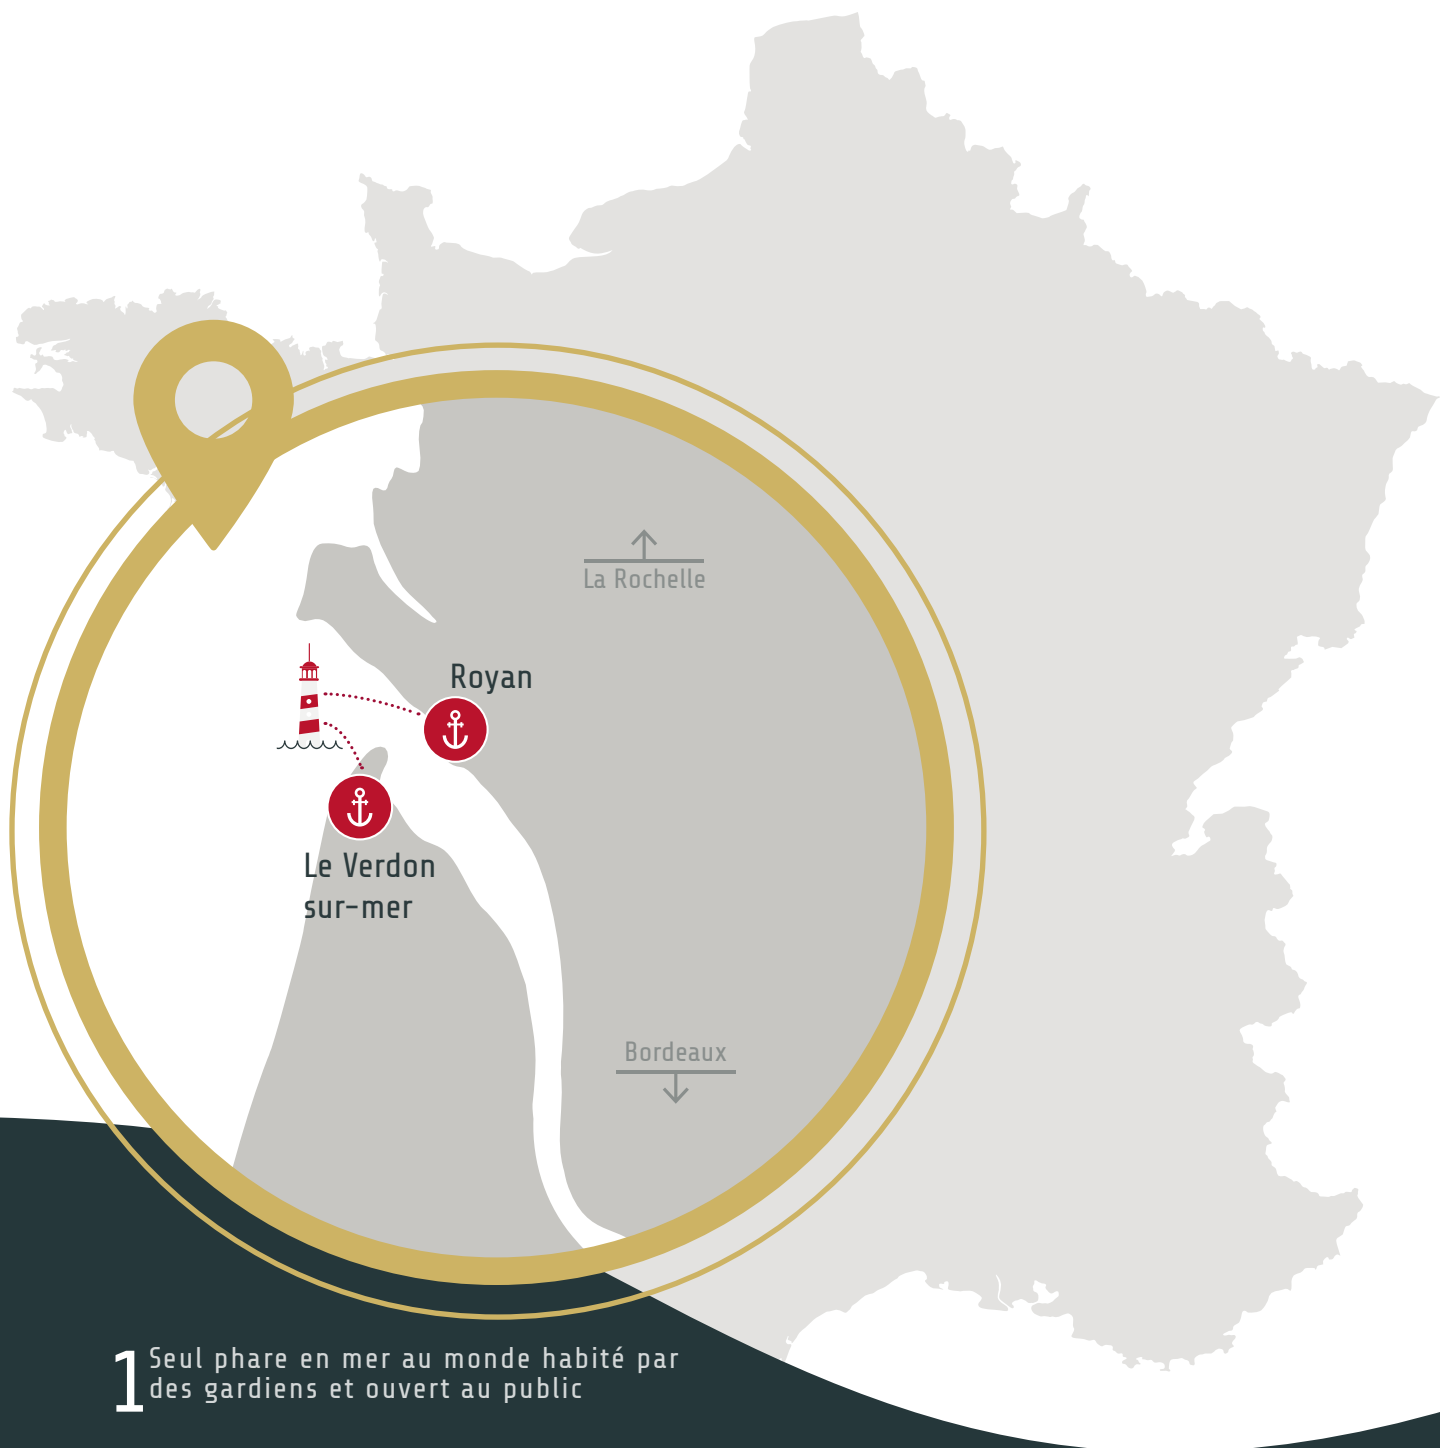 La Rochelle
Royan
Le Verdon
sur-mer
Bordeaux
1 Seul phare en mer au monde habité par
des gardiens et ouvert au public